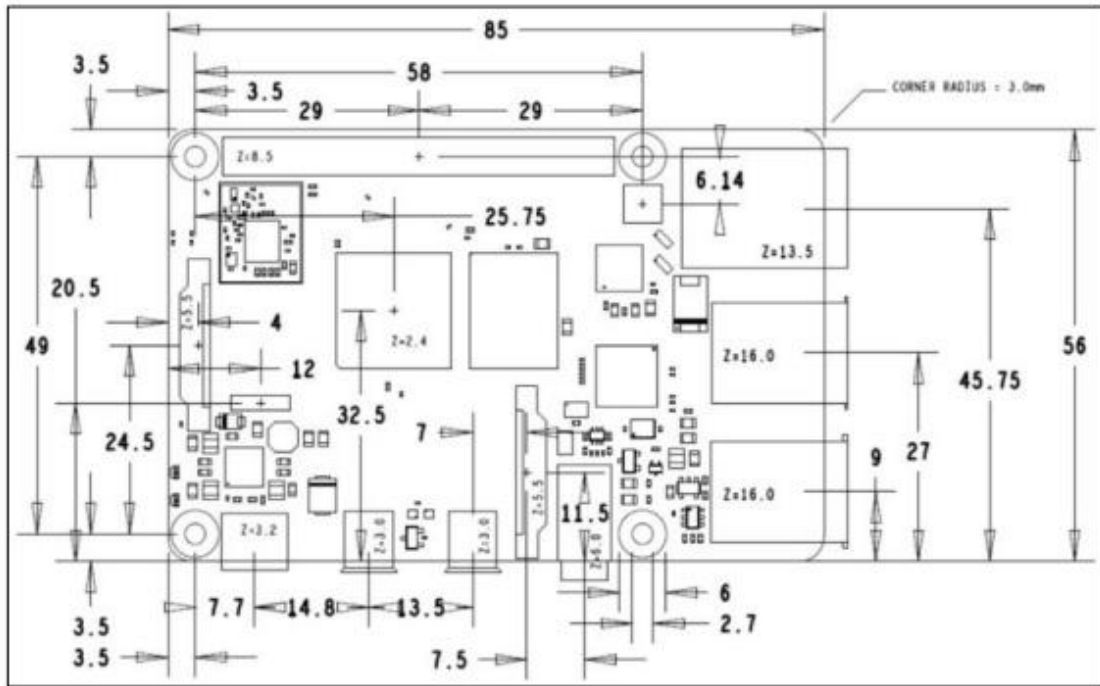 85
3.5
58
3.5
CORNER RADIUS : 3.0mm
29 29
Z=8.5
6.14
25.75
Z=13.5
20.5
Z=5.5
4
49
Z=2.4
Z=16.0
56
12
45.75
32.5
24.5
7
27
9
Z=5.5
Z=16.0
11.5
Z=3.2
Z=3.0
Z=3.0
Z=6.0
7.7 14.8 13.5
6
3.5
2.7
3.5
7.5